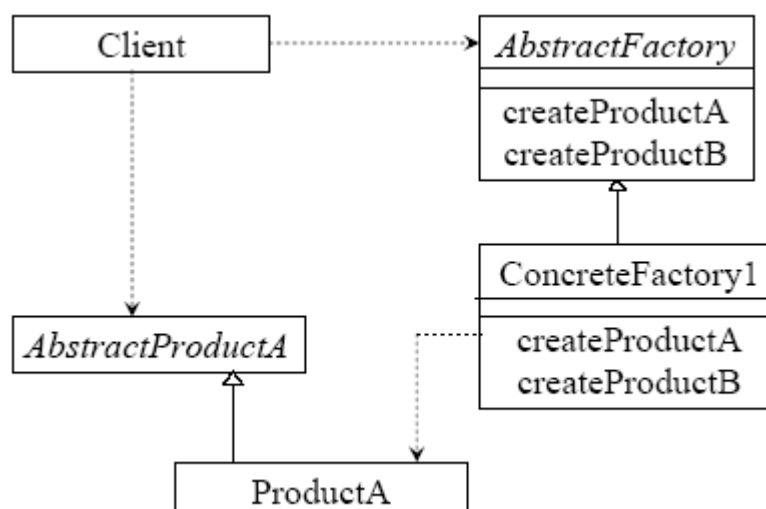 Client
AbstractFactory
createProductA
createProductB
ConcreteFactory1
createProductA
createProductB
AbstractProductA
ProductA